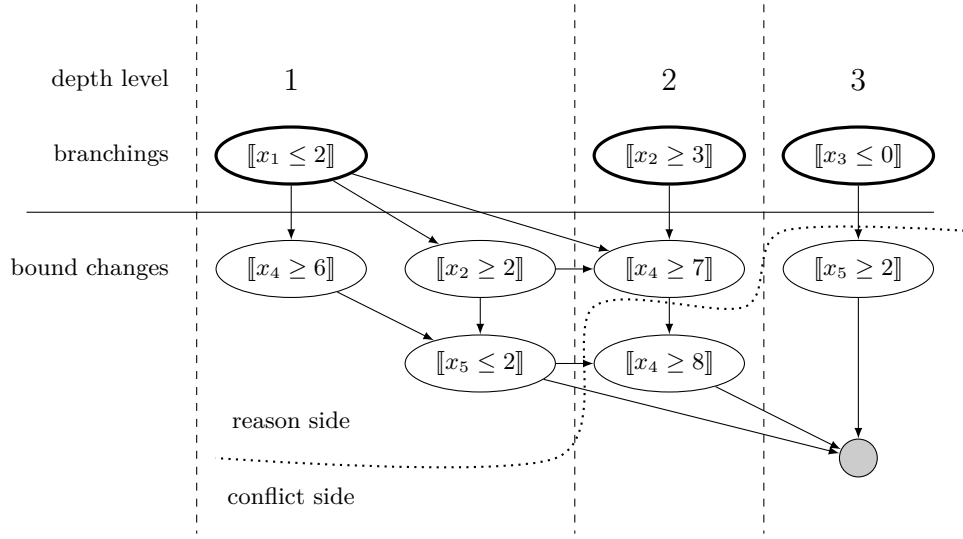 depth level 1 2 3
branchings ⟦x₁ ≤ 2⟧ ⟦x₂ ≥ 3⟧ ⟦x₃ ≤ 0⟧
bound changes ⟦x₄ ≥ 6⟧ ⟦x₂ ≥ 2⟧ ⟦x₄ ≥ 7⟧ ⟦x₅ ≥ 2⟧
⟦x₅ ≤ 2⟧ ⟦x₄ ≥ 8⟧
reason side
conflict side